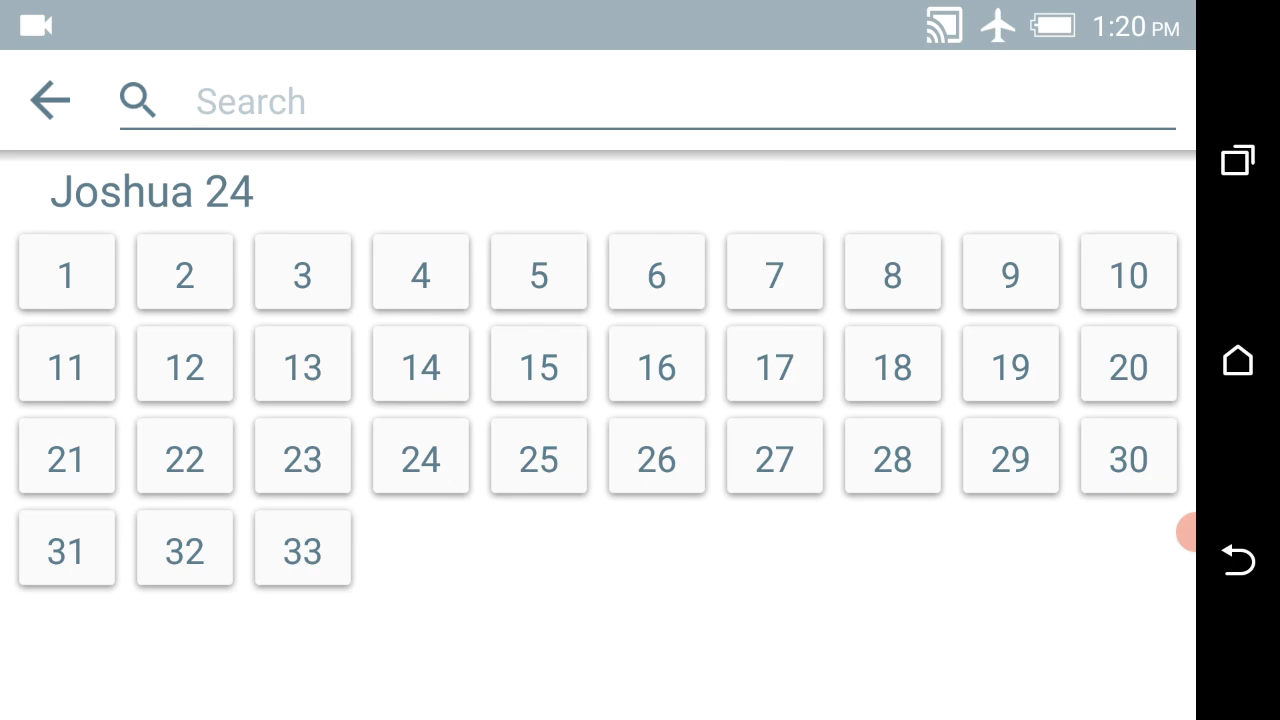 1:20 PM
Search
Joshua 24
1 2 3 4 5 6 7 8 9 10
11 12 13 14 15 16 17 18 19 20
21 22 23 24 25 26 27 28 29 30
31 32 33